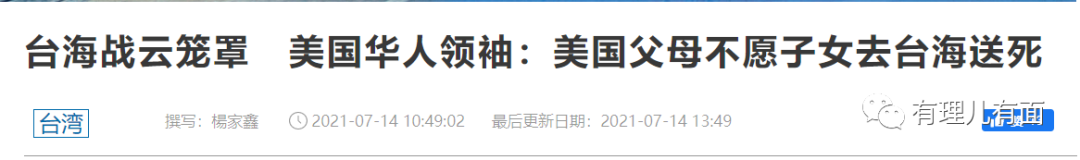 台海战云笼罩 美国华人领袖：美国父母不愿子女去台海送死
台湾 撰写：楊家鑫 2021-07-14 10:49:02 最后更新日期：2021-07-14 13:49 有理儿有面